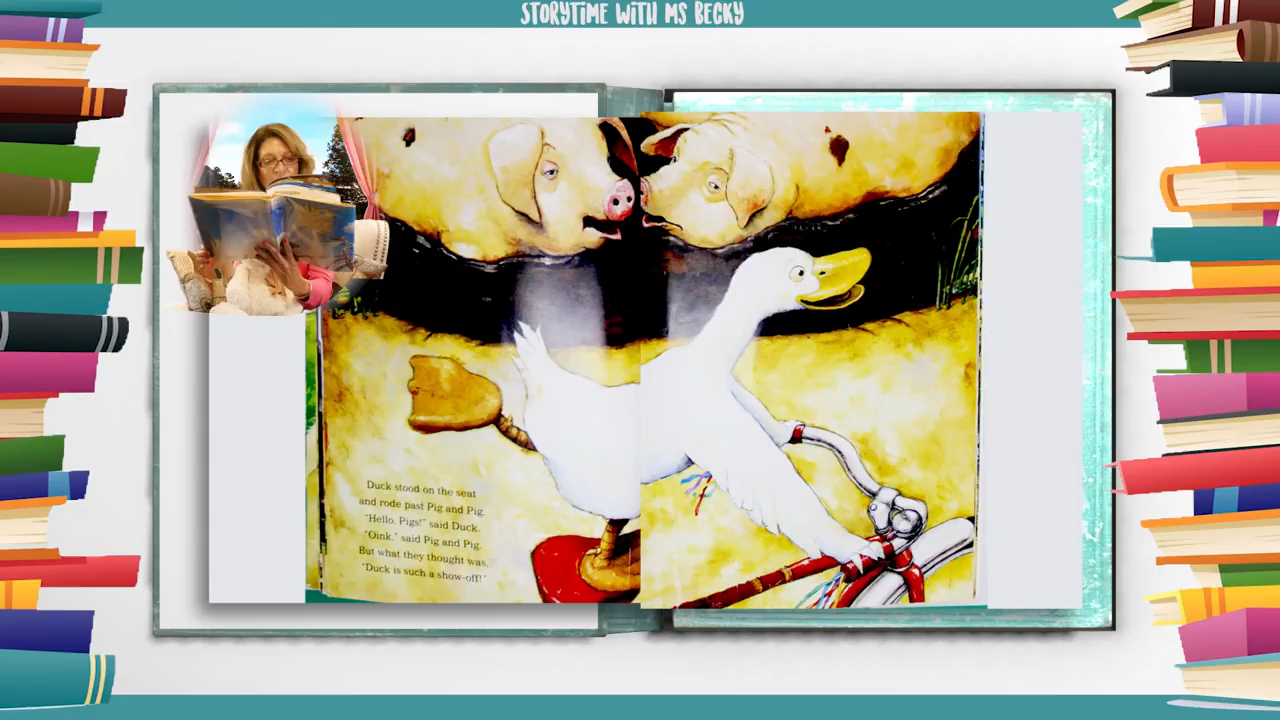 STORYTIME WITH MS BECKY
Duck stood on the seat
and rode past Pig and Pig.
"Hello, Pigs!" said Duck.
"Oink," said Pig and Pig.
But what they thought was,
"Duck is such a show-off!"